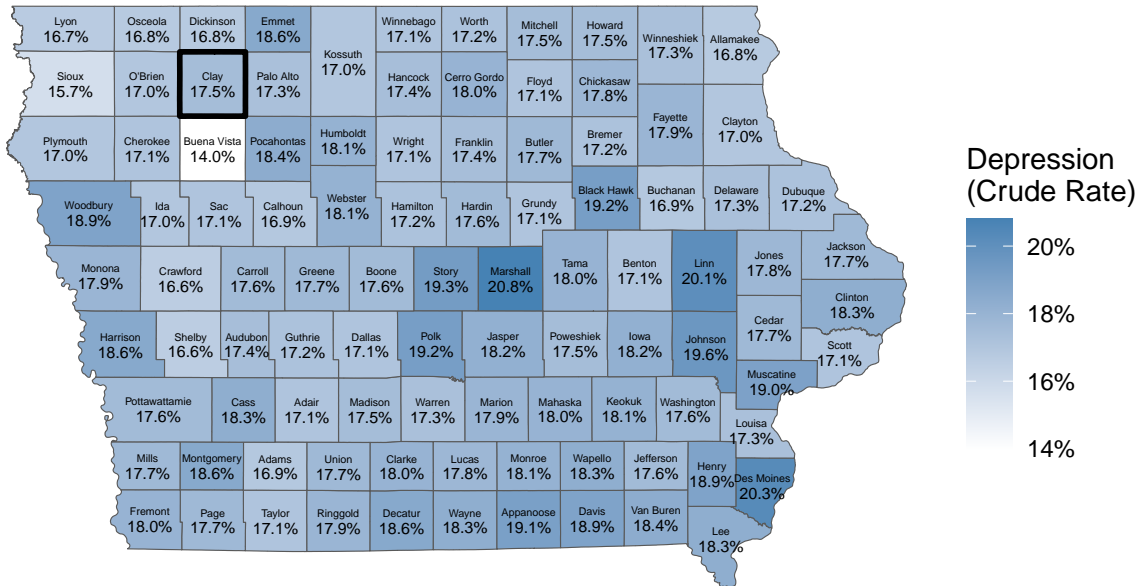 Lyon
16.7%
Osceola
16.8%
Dickinson
16.8%
Emmet
18.6%
Kossuth
17.0%
Winnebago
17.1%
Worth
17.2%
Mitchell
17.5%
Howard
17.5%
Winneshiek
17.3%
Allamakee
16.8%
Sioux
15.7%
O'Brien
17.0%
Clay
17.5%
Palo Alto
17.3%
Hancock
17.4%
Cerro Gordo
18.0%
Floyd
17.1%
Chickasaw
17.8%
Fayette
17.9%
Clayton
17.0%
Plymouth
17.0%
Cherokee
17.1%
Buena Vista
14.0%
Pocahontas
18.4%
Humboldt
18.1%
Wright
17.1%
Franklin
17.4%
Butler
17.7%
Bremer
17.2%
Woodbury
18.9%
Ida
17.0%
Sac
17.1%
Calhoun
16.9%
Webster
18.1%
Hamilton
17.2%
Hardin
17.6%
Grundy
17.1%
Black Hawk
19.2%
Buchanan
16.9%
Delaware
17.3%
Dubuque
17.2%
Monona
17.9%
Crawford
16.6%
Carroll
17.6%
Greene
17.7%
Boone
17.6%
Story
19.3%
Marshall
20.8%
Tama
18.0%
Benton
17.1%
Linn
20.1%
Jones
17.8%
Jackson
17.7%
Clinton
18.3%
Harrison
18.6%
Shelby
16.6%
Audubon
17.4%
Guthrie
17.2%
Dallas
17.1%
Polk
19.2%
Jasper
18.2%
Poweshiek
17.5%
Iowa
18.2%
Johnson
19.6%
Cedar
17.7%
Scott
17.1%
Muscatine
19.0%
Pottawattamie
17.6%
Cass
18.3%
Adair
17.1%
Madison
17.5%
Warren
17.3%
Marion
17.9%
Mahaska
18.0%
Keokuk
18.1%
Washington
17.6%
Louisa
17.3%
Mills
17.7%
Montgomery
18.6%
Adams
16.9%
Union
17.7%
Clarke
18.0%
Lucas
17.8%
Monroe
18.1%
Wapello
18.3%
Jefferson
17.6%
Henry
18.9%
Des Moines
20.3%
Fremont
18.0%
Page
17.7%
Taylor
17.1%
Ringgold
17.9%
Decatur
18.6%
Wayne
18.3%
Appanoose
19.1%
Davis
18.9%
Van Buren
18.4%
Lee
18.3%
Depression
(Crude Rate)
20%
18%
16%
14%